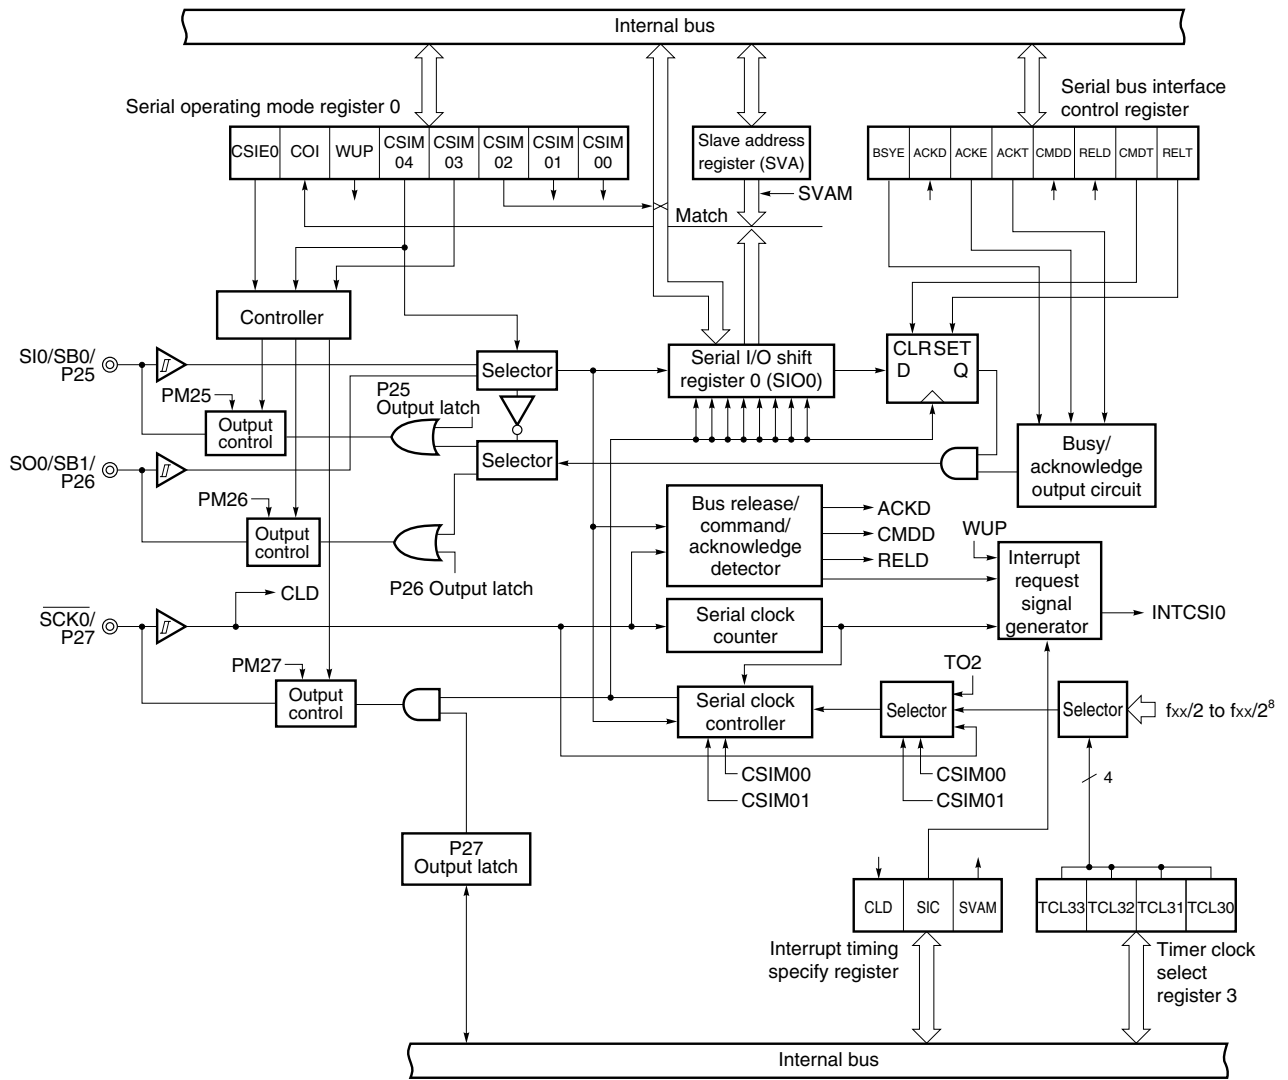 Internal bus
Serial operating mode register 0
Serial bus interface
control register
CSIE0 COI WUP CSIM 04 CSIM 03 CSIM 02 CSIM 01 CSIM 00
Slave address
register (SVA)
BSYE ACKD ACKE ACKT CMDD RELD CMDT RELT
SVAM
Match
Controller
SI0/SB0/
P25
Selector
Serial I/O shift
register 0 (SIO0)
CLR SET
D Q
PM25
Output
control
P25
Output latch
SO0/SB1/
P26
Selector
Busy/
acknowledge
output circuit
PM26
Output
control
P26 Output latch
Bus release/
command/
acknowledge
detector
ACKD
CMDD
RELD
WUP
Interrupt
request
signal
generator
INTCSI0
CLD
SCK0/
P27
Serial clock
counter
PM27
Output
control
Serial clock
controller
TO2
Selector
Selector
fxx/2 to fxx/2⁸
CSIM00
CSIM01
CSIM00
CSIM01
4
P27
Output latch
CLD SIC SVAM
TCL33 TCL32 TCL31 TCL30
Interrupt timing
specify register
Timer clock
select
register 3
Internal bus